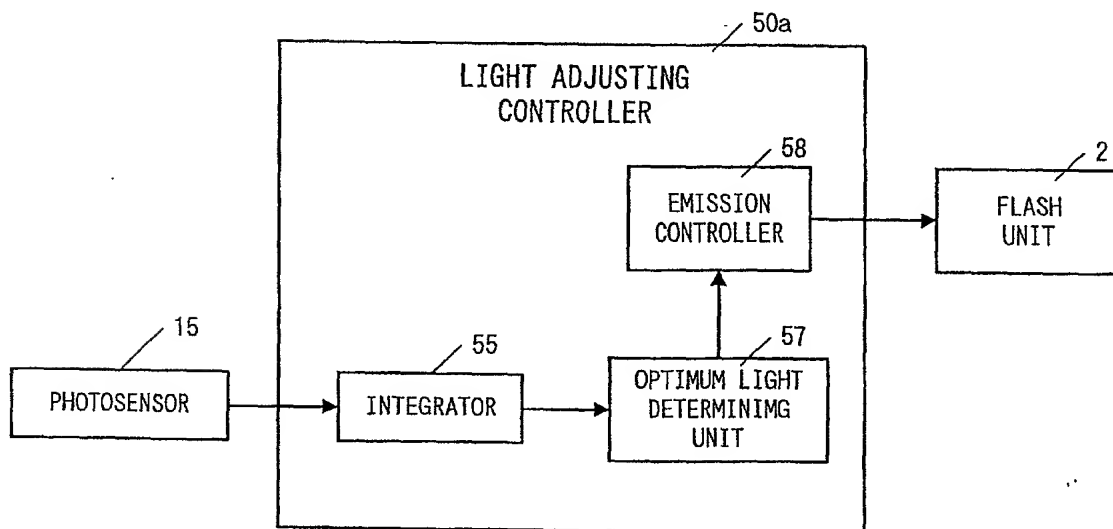 50a
LIGHT ADJUSTING
CONTROLLER
58
EMISSION
CONTROLLER
2
FLASH
UNIT
15
PHOTOSENSOR
55
INTEGRATOR
57
OPTIMUM LIGHT
DETERMINIMG
UNIT